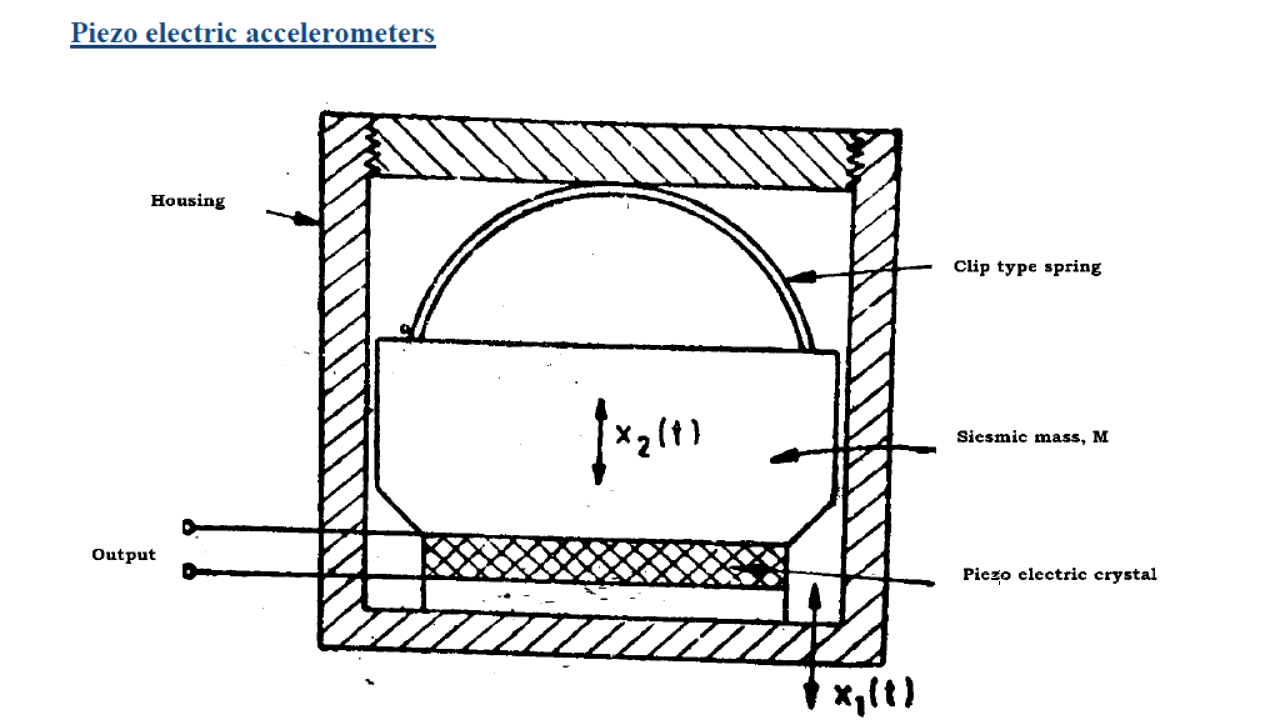 Piezo electric accelerometers
Housing
Clip type spring
x₂(t)
Siesmic mass, M
Output
Piezo electric crystal
x₁(t)